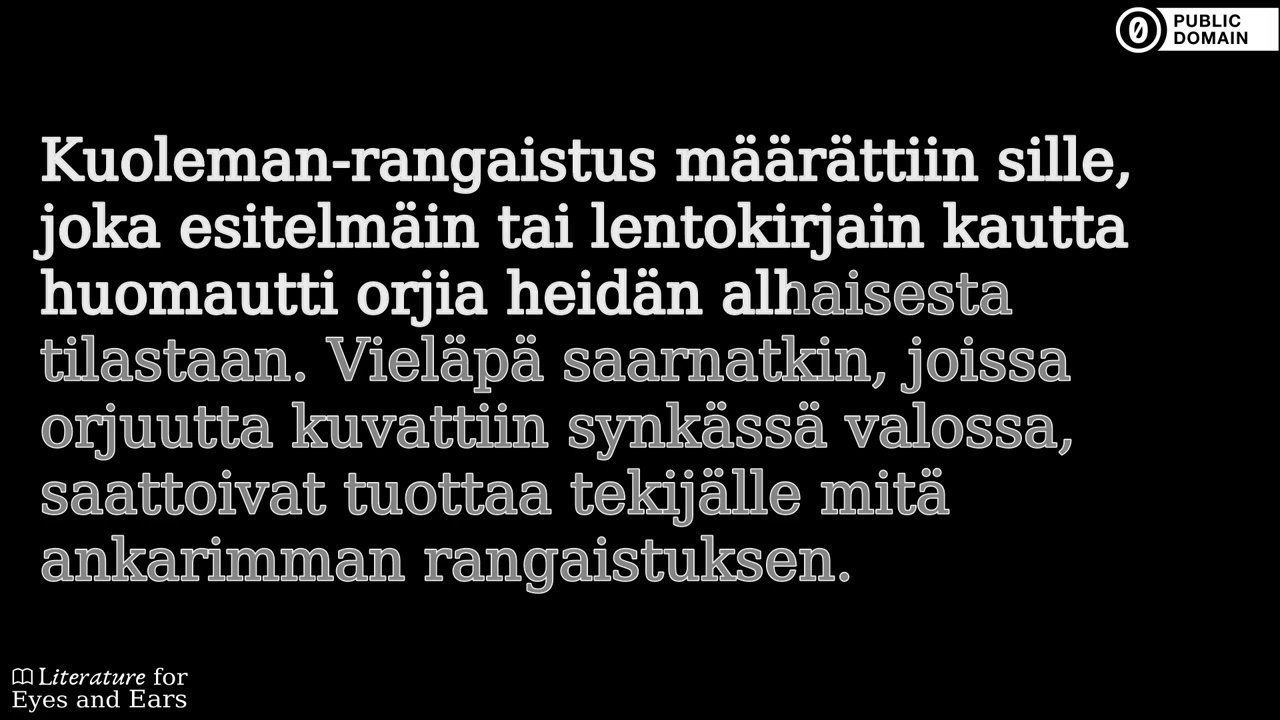 PUBLIC
DOMAIN
Kuoleman-rangaistus määrättiin sille,
joka esitelmäin tai lentokirjain kautta
huomautti orjia heidän alhaisesta
tilastaan. Vieläpä saarnatkin, joissa
orjuutta kuvattiin synkässä valossa,
saattoivat tuottaa tekijälle mitä
ankarimman rangaistuksen.
Literature for
Eyes and Ears